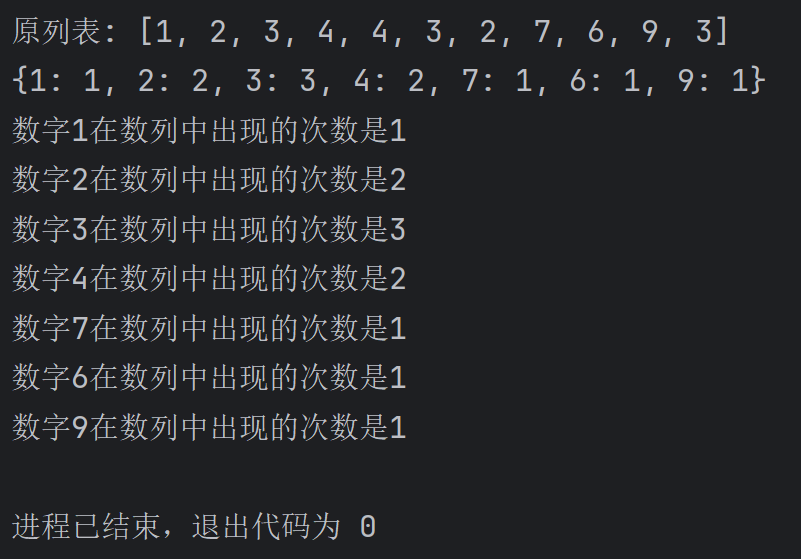 原列表: [1, 2, 3, 4, 4, 3, 2, 7, 6, 9, 3]
{1: 1, 2: 2, 3: 3, 4: 2, 7: 1, 6: 1, 9: 1}
数字1在数列中出现的次数是1
数字2在数列中出现的次数是2
数字3在数列中出现的次数是3
数字4在数列中出现的次数是2
数字7在数列中出现的次数是1
数字6在数列中出现的次数是1
数字9在数列中出现的次数是1
进程已结束，退出代码为 0